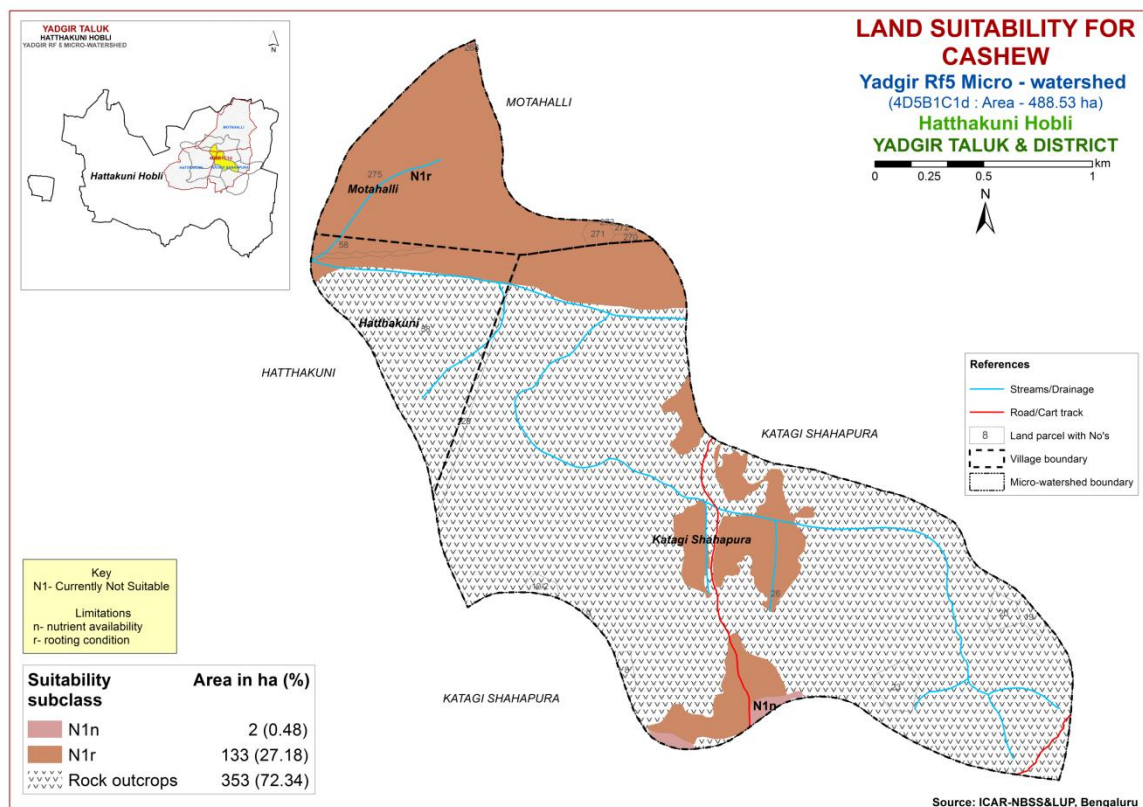 YADGIR TALUK
HATTHAKUNI HOBLI
YADGIR RF 5 MICRO-WATERSHED
N
MOTAHALLI
Hattakuni Hobli
LAND SUITABILITY FOR
CASHEW
Yadgir Rf5 Micro - watershed
(4D5B1C1d : Area - 488.53 ha)
Hatthakuni Hobli
YADGIR TALUK & DISTRICT
km
0 0.25 0.5 1
N
MOTAHALLI
275
N1r
Motahalli
58
271
272
270
Hatthakuni
HATTHAKUNI
KATAGI SHAHAPURA
Katagi Shahapura
26
KATAGI SHAHAPURA
N1n
References
Streams/Drainage
Road/Cart track
8 Land parcel with No's
Village boundary
Micro-watershed boundary
Key
N1- Currently Not Suitable
Limitations
n- nutrient availability
r- rooting condition
Suitability subclass Area in ha (%)
N1n 2 (0.48)
N1r 133 (27.18)
Rock outcrops 353 (72.34)
Source: ICAR-NBSS&LUP, Bengaluru